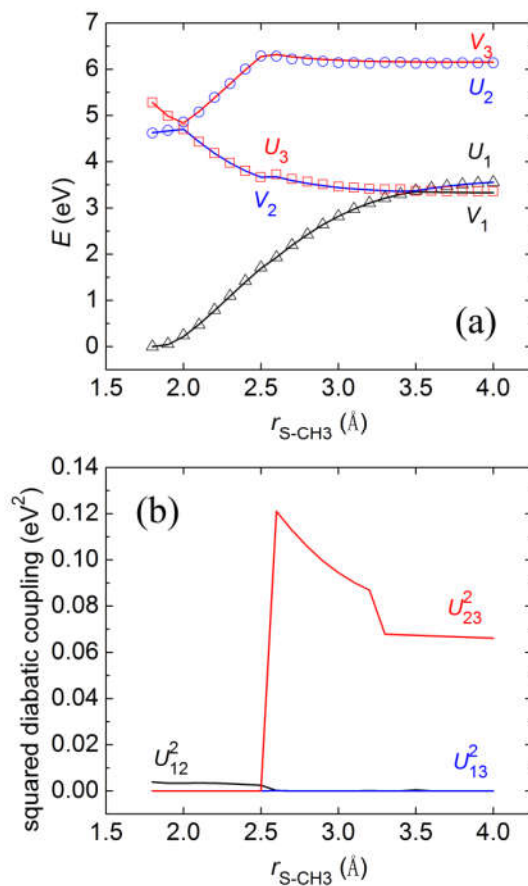 7
6
5
4
3
2
1
0
E (eV)
V3
U2
U3
V2
U1
V1
(a)
1.5 2.0 2.5 3.0 3.5 4.0
rS-CH3 (Å)
0.14
0.12
0.10
0.08
0.06
0.04
0.02
0.00
squared diabatic coupling (eV²)
(b)
U²23
U²12
U²13
1.5 2.0 2.5 3.0 3.5 4.0
rS-CH3 (Å)